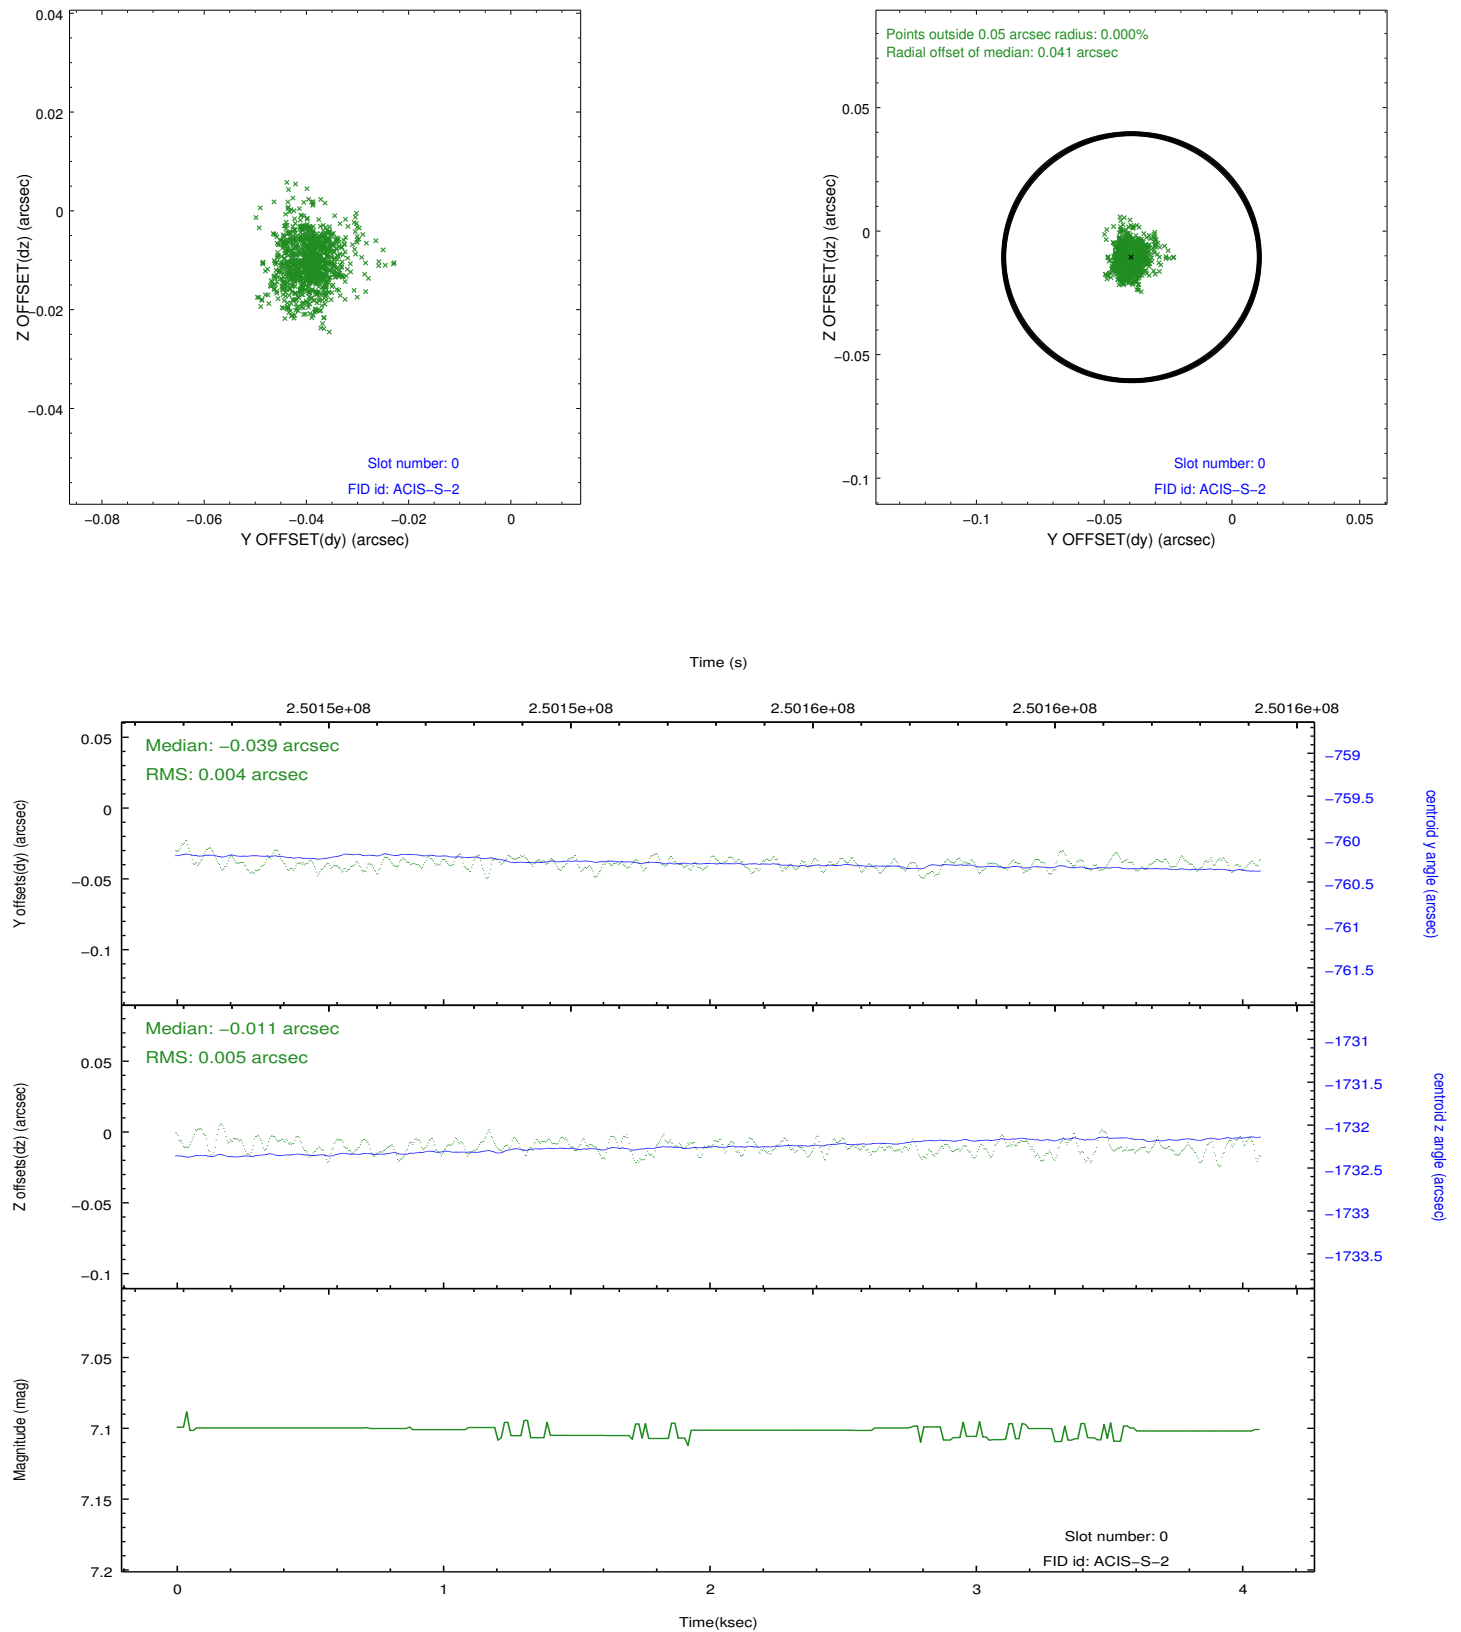 0.04
0.02
0
−0.02
−0.04
Z OFFSET(dz) (arcsec)
Slot number: 0
FID id: ACIS−S−2
−0.08 −0.06 −0.04 −0.02 0
Y OFFSET(dy) (arcsec)
Points outside 0.05 arcsec radius: 0.000%
Radial offset of median: 0.041 arcsec
0.05
0
−0.05
−0.1
Z OFFSET(dz) (arcsec)
Slot number: 0
FID id: ACIS−S−2
−0.1 −0.05 0 0.05
Y OFFSET(dy) (arcsec)
Time (s)
2.5015e+08 2.5015e+08 2.5016e+08 2.5016e+08 2.5016e+08
Median: −0.039 arcsec
RMS: 0.004 arcsec
0.05
0
−0.05
−0.1
Y offsets(dy) (arcsec)
−759
−759.5
−760
−760.5
−761
−761.5
centroid y angle (arcsec)
Median: −0.011 arcsec
RMS: 0.005 arcsec
0.05
0
−0.05
−0.1
Z offsets(dz) (arcsec)
−1731
−1731.5
−1732
−1732.5
−1733
−1733.5
centroid z angle (arcsec)
7.05
7.1
7.15
7.2
Magnitude (mag)
Slot number: 0
FID id: ACIS−S−2
0 1 2 3 4
Time(ksec)